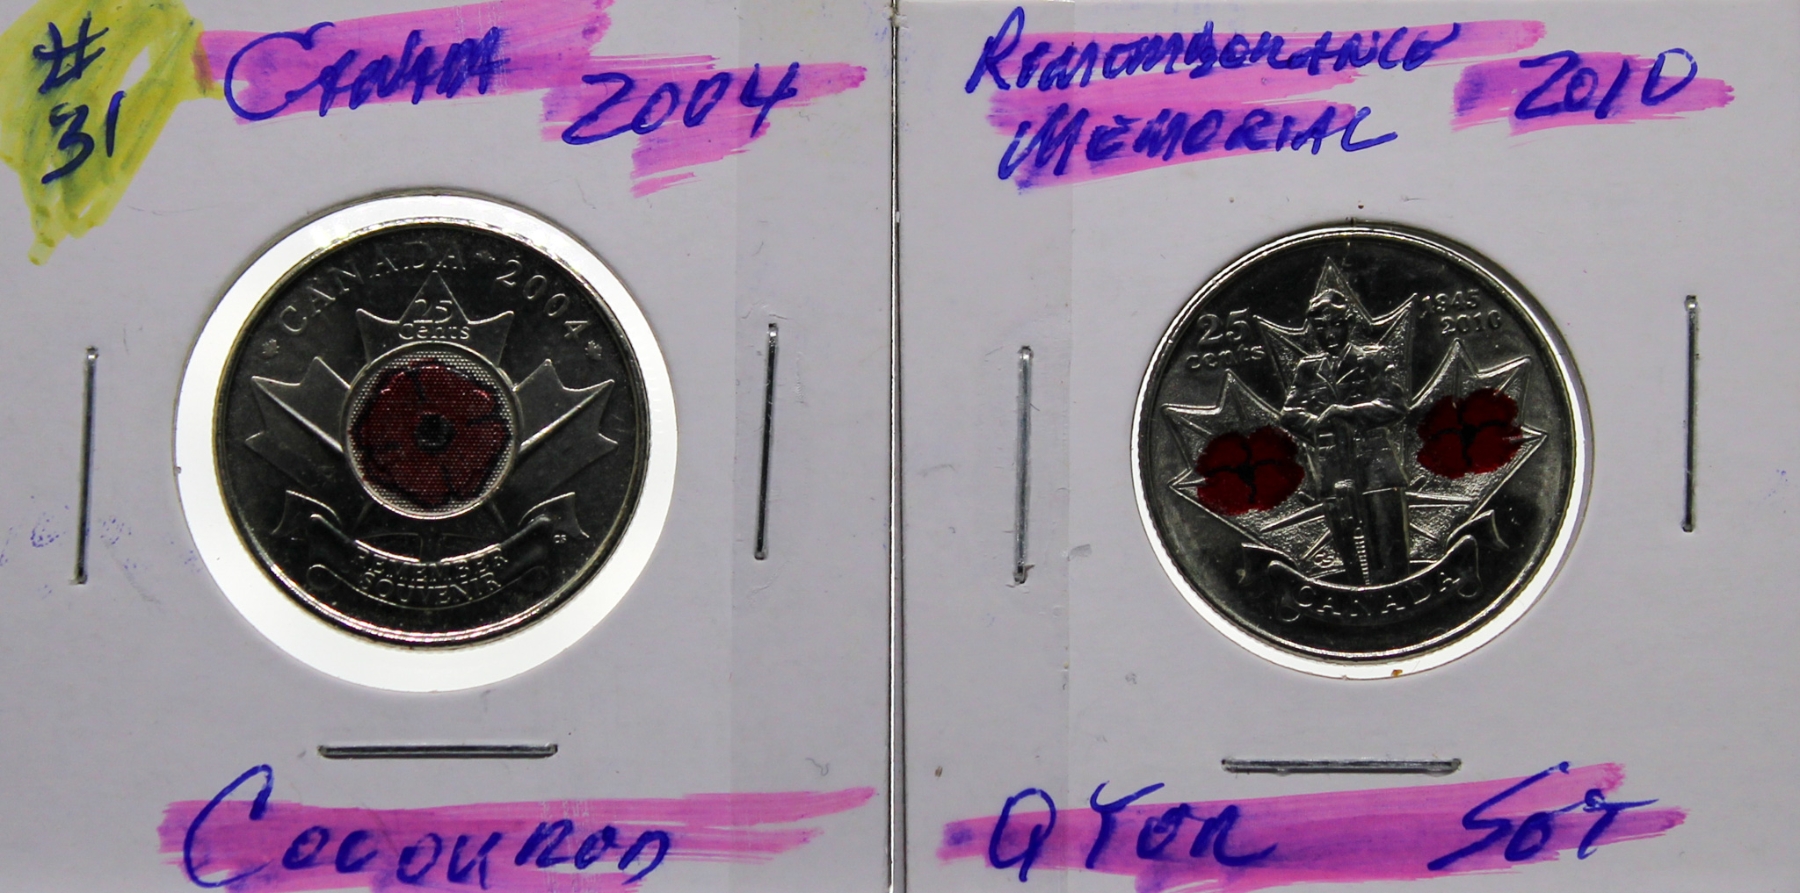 #
31
CANADA 2004
CANADA 2004
25
Cents
REMEMBER
SOUVENIR
COLOURED
REMEMBERANCE
MEMORIAL 2010
25
cents
1945
2010
CANADA
QTER SET